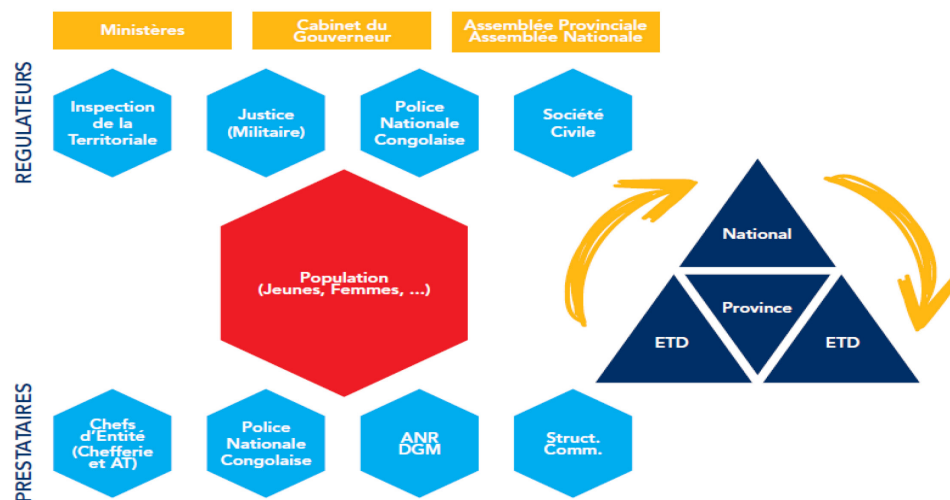 Ministères
Cabinet du
Gouverneur
Assemblée Provinciale
Assemblée Nationale
REGULATEURS
Inspection
de la
Territoriale
Justice
(Militaire)
Police
Nationale
Congolaise
Société
Civile
Population
(Jeunes, Femmes, ...)
National
Province
ETD
ETD
PRESTATAIRES
Chefs
d'Entité
(Chefferie
et AT)
Police
Nationale
Congolaise
ANR
DGM
Struct.
Comm.